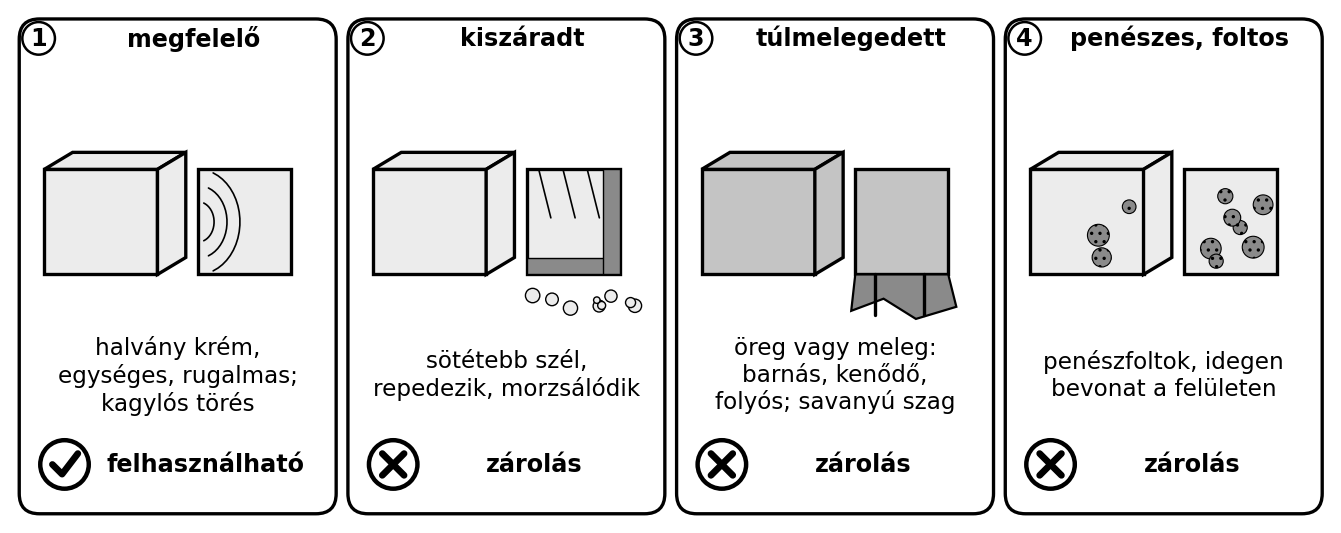 1 megfelelő
halvány krém,
egységes, rugalmas;
kagylós törés
felhasználható
2 kiszáradt
sötétebb szél,
repedezik, morzsálódik
zárolás
3 túlmelegedett
öreg vagy meleg:
barnás, kenődő,
folyós; savanyú szag
zárolás
4 penészes, foltos
penészfoltok, idegen
bevonat a felületen
zárolás